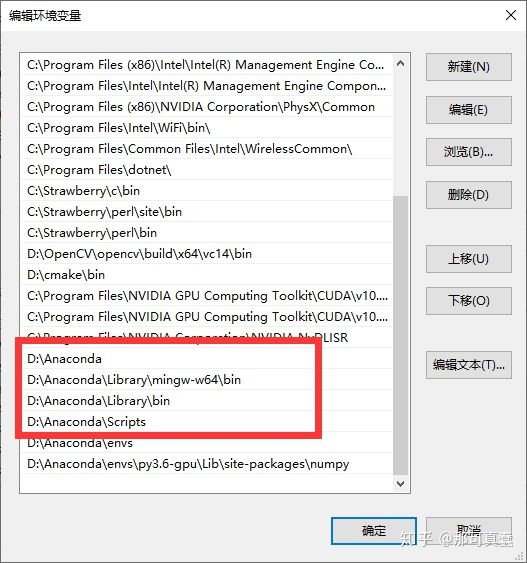 编辑环境变量
C:\Program Files (x86)\Intel\Intel(R) Management Engine Co...
C:\Program Files\Intel\Intel(R) Management Engine Compon...
C:\Program Files (x86)\NVIDIA Corporation\PhysX\Common
C:\Program Files\Intel\WiFi\bin\
C:\Program Files\Common Files\Intel\WirelessCommon\
C:\Program Files\dotnet\
C:\Strawberry\c\bin
C:\Strawberry\perl\site\bin
C:\Strawberry\perl\bin
D:\OpenCV\opencv\build\x64\vc14\bin
D:\cmake\bin
C:\Program Files\NVIDIA GPU Computing Toolkit\CUDA\v10....
C:\Program Files\NVIDIA GPU Computing Toolkit\CUDA\v10....
C:\Program Files\NVIDIA Corporation\NVIDIA NvDLISR
D:\Anaconda
D:\Anaconda\Library\mingw-w64\bin
D:\Anaconda\Library\bin
D:\Anaconda\Scripts
D:\Anaconda\envs
D:\Anaconda\envs\py3.6-gpu\Lib\site-packages\numpy
新建(N)
编辑(E)
浏览(B)...
删除(D)
上移(U)
下移(O)
编辑文本(T)...
确定
取消
知乎 @那可真蠢